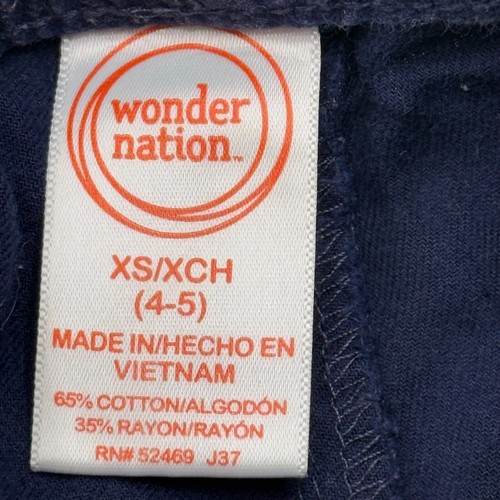 wonder
nation™
XS/XCH
(4-5)
MADE IN/HECHO EN
VIETNAM
65% COTTON/ALGODÓN
35% RAYON/RAYÓN
RN# 52469 J37